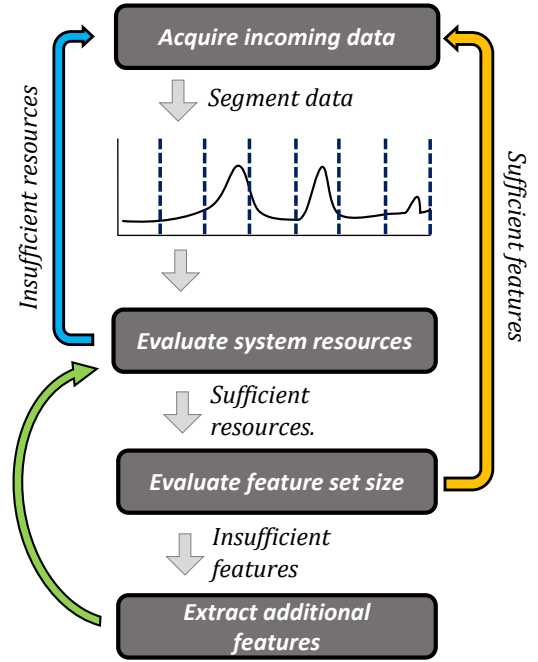 Acquire incoming data
Segment data
Insufficient resources
Sufficient features
Evaluate system resources
Sufficient
resources.
Evaluate feature set size
Insufficient
features
Extract additional
features